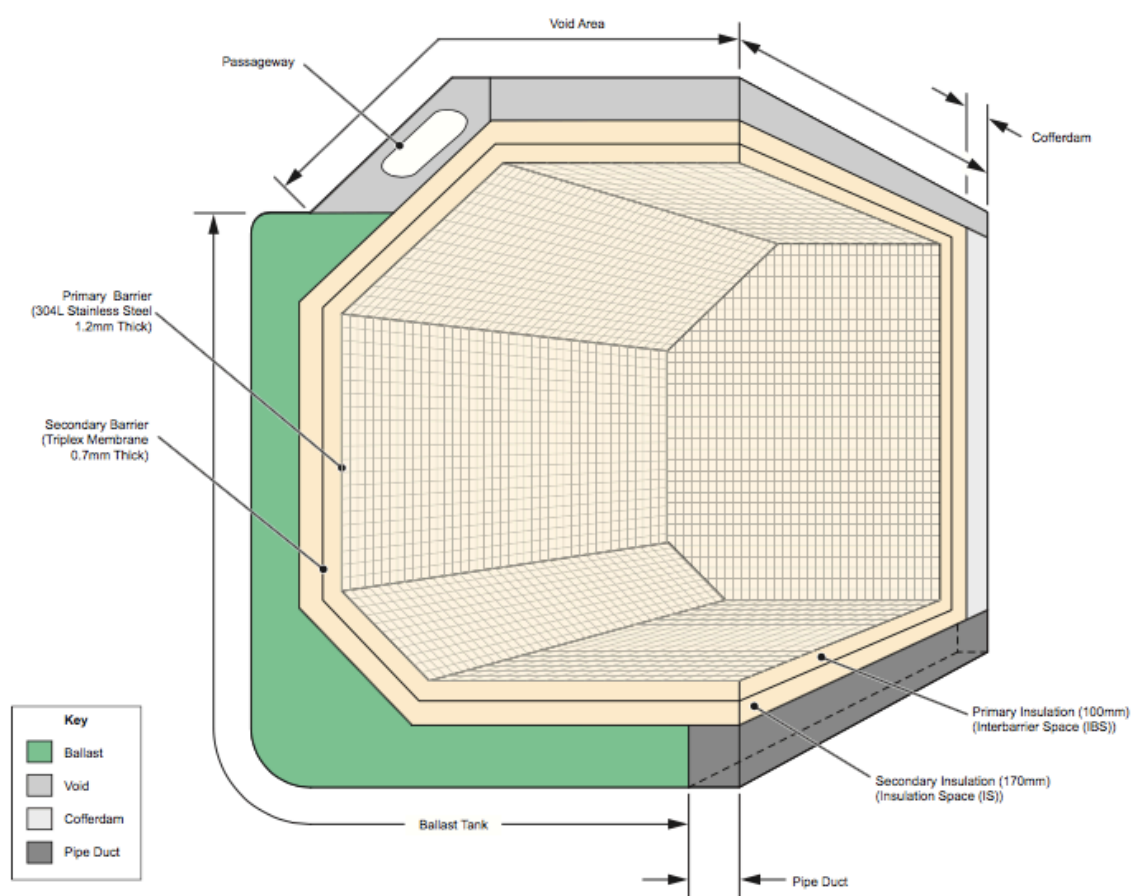 Void Area
Passageway
Cofferdam
Primary Barrier
(304L Stainless Steel
1.2mm Thick)
Secondary Barrier
(Triplex Membrane
0.7mm Thick)
Primary Insulation (100mm)
(Interbarrier Space (IBS))
Secondary Insulation (170mm)
(Insulation Space (IS))
Key
Ballast
Void
Cofferdam
Pipe Duct
Ballast Tank
Pipe Duct